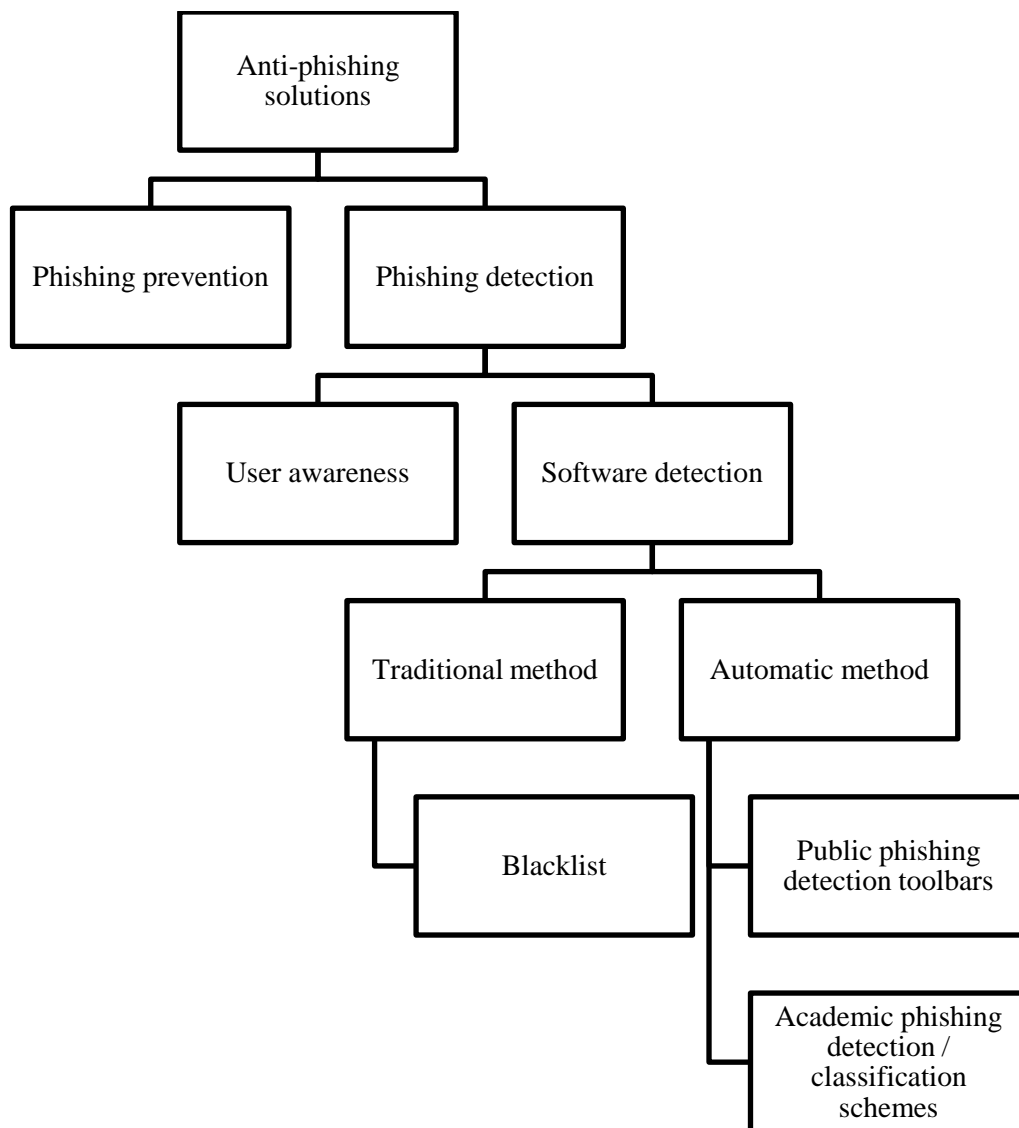 Anti-phishing
solutions
Phishing prevention
Phishing detection
User awareness
Software detection
Traditional method
Automatic method
Blacklist
Public phishing
detection toolbars
Academic phishing
detection /
classification
schemes